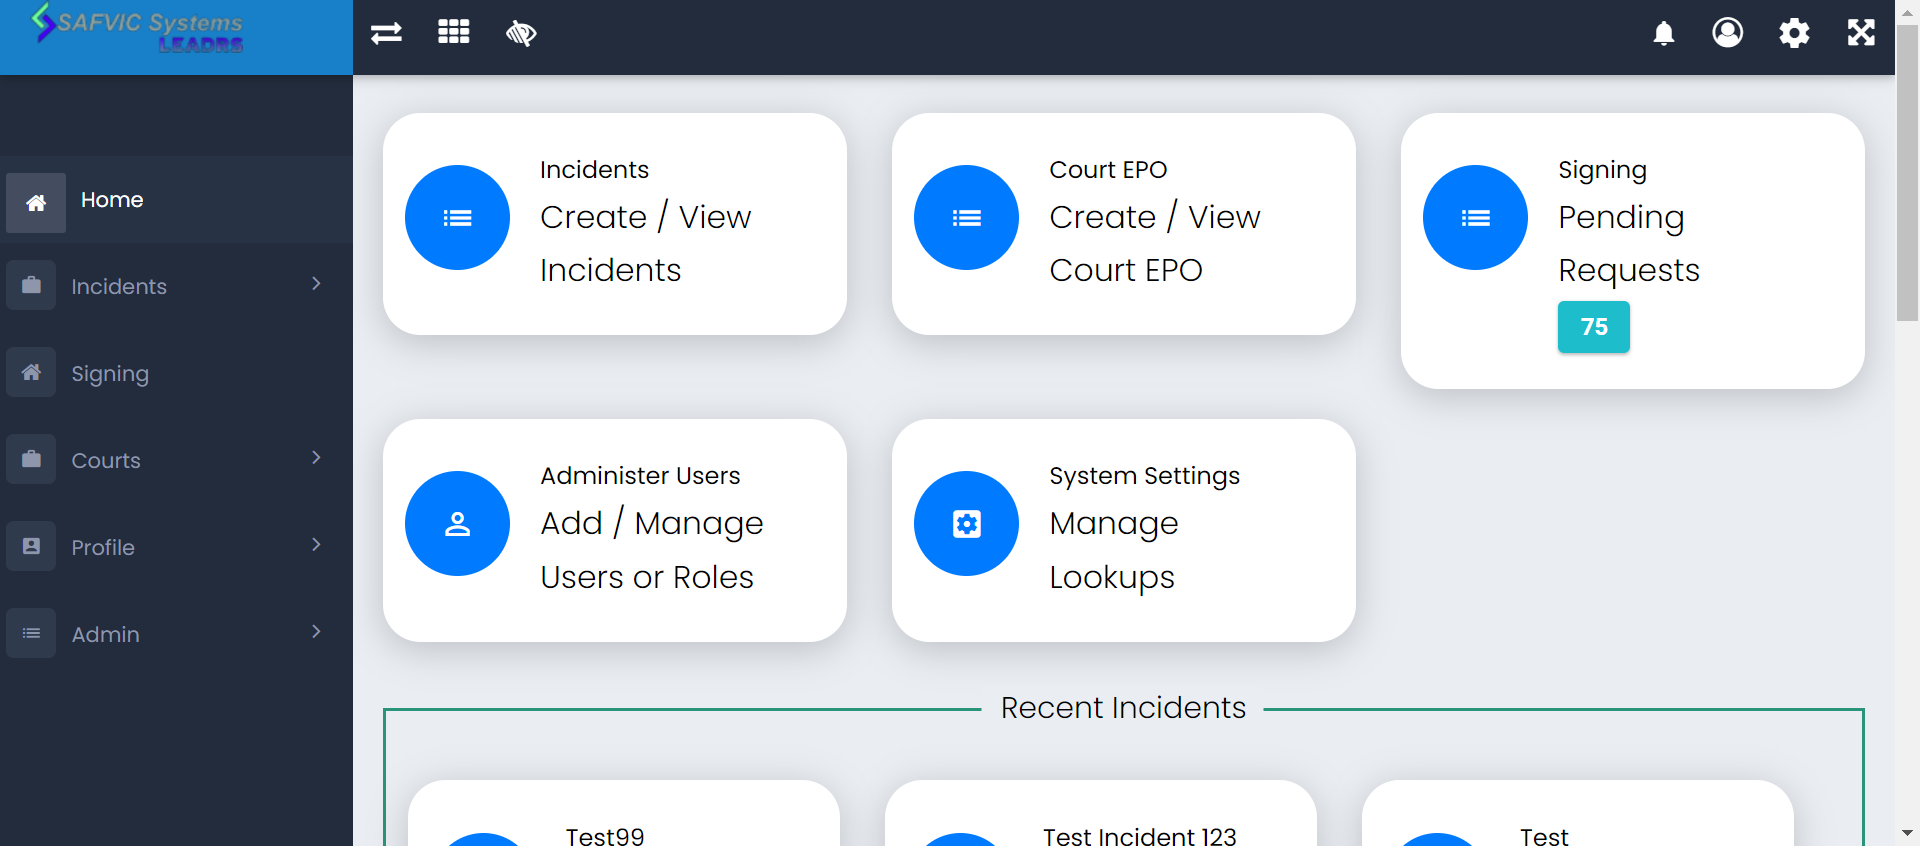 SAFVIC Systems
LEADRS
Home
Incidents
Signing
Courts
Profile
Admin
Incidents
Create / View
Incidents
Court EPO
Create / View
Court EPO
Signing
Pending
Requests
75
Administer Users
Add / Manage
Users or Roles
System Settings
Manage
Lookups
Recent Incidents
Test99
Test Incident 123
Test